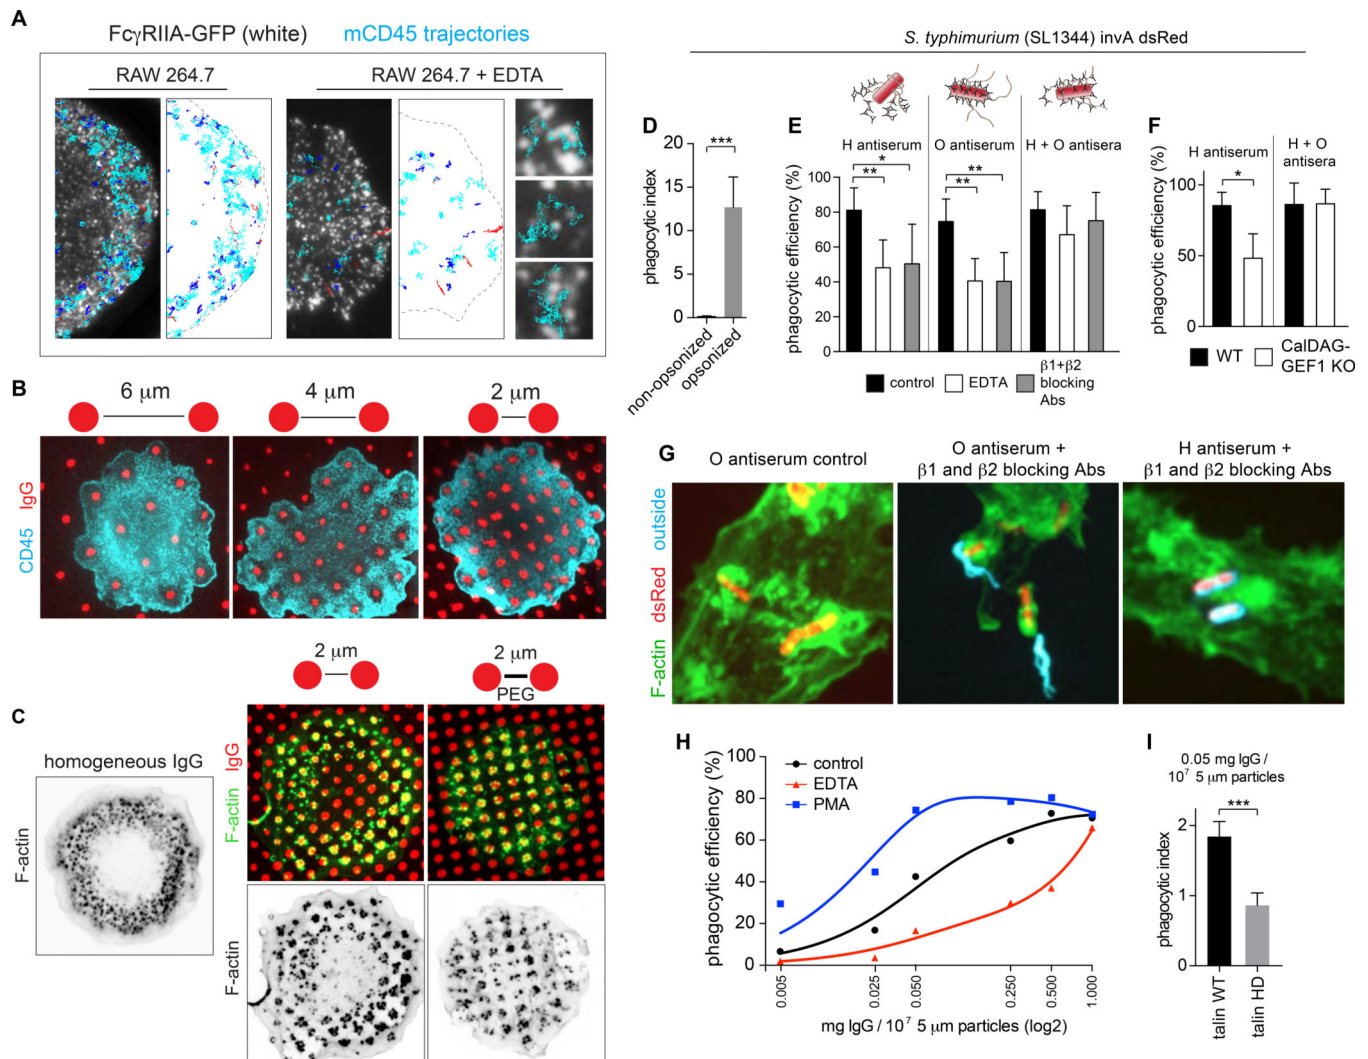 A
FcγRIIA-GFP (white) mCD45 trajectories
RAW 264.7
RAW 264.7 + EDTA
B
6 μm
4 μm
2 μm
CD45 IgG
C
homogeneous IgG
F-actin
2 μm
2 μm
PEG
F-actin IgG
F-actin
S. typhimurium (SL1344) invA dsRed
D
phagocytic index
20
15
10
5
0
***
non-opsonized
opsonized
E
H antiserum
O antiserum
H + O antisera
phagocytic efficiency (%)
100
80
60
40
20
0
*
**
**
**
control
EDTA
β1+β2
blocking
Abs
F
H antiserum
H + O
antisera
phagocytic efficiency (%)
100
50
0
*
WT
CalDAG-
GEF1 KO
G
O antiserum control
O antiserum +
β1 and β2 blocking Abs
H antiserum +
β1 and β2 blocking Abs
F-actin dsRed outside
H
phagocytic efficiency (%)
100
80
60
40
20
0
control
EDTA
PMA
0.005
0.025
0.050
0.250
0.500
1.000
mg IgG / 10⁷ 5 μm particles (log2)
I
0.05 mg IgG /
10⁷ 5 μm particles
phagocytic index
2
1
0
***
talin WT
talin HD